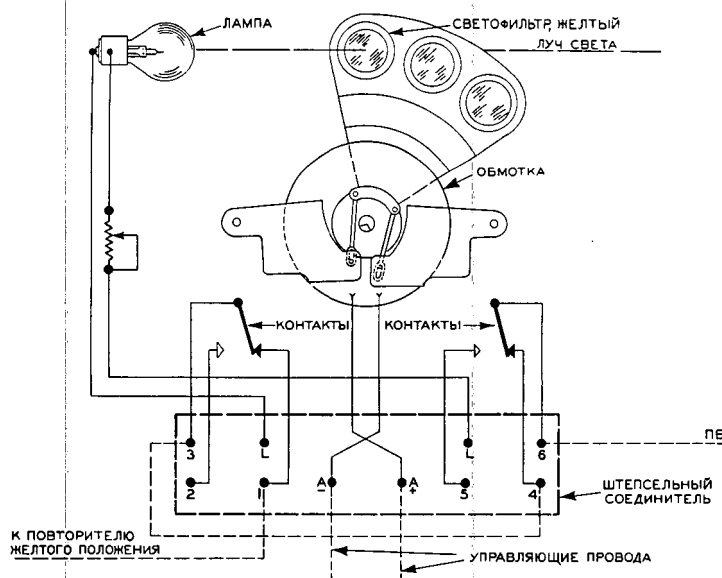 ЛАМПА
СВЕТОФИЛЬТР, ЖЕЛТЫЙ
ЛУЧ СВЕТА
ОБМОТКА
КОНТАКТЫ
КОНТАКТЫ
3
L
L
6
ПЕ
2
1
A
−
A
+
5
4
ШТЕПСЕЛЬНЫЙ
СОЕДИНИТЕЛЬ
К ПОВТОРИТЕЛЮ
ЖЕЛТОГО ПОЛОЖЕНИЯ
УПРАВЛЯЮЩИЕ ПРОВОДА